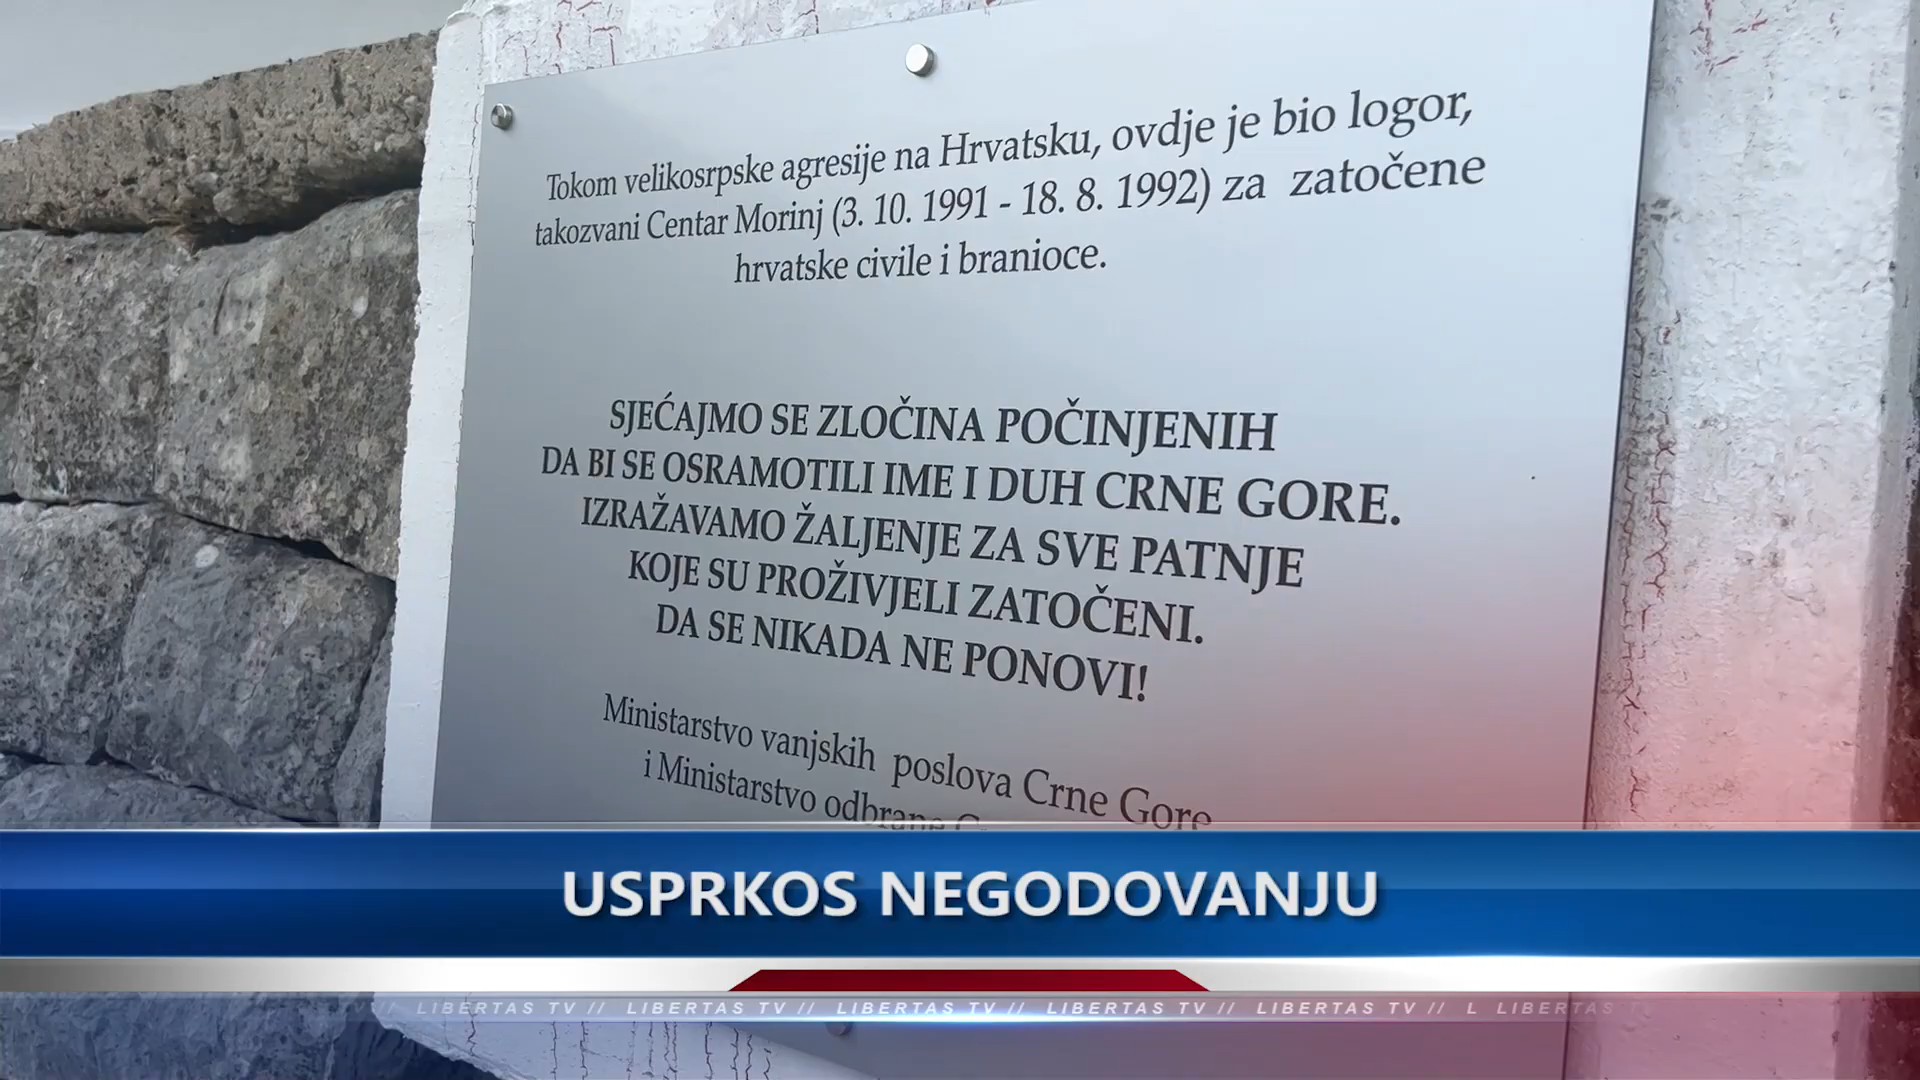 Tokom velikosrpske agresije na Hrvatsku, ovdje je bio logor,
takozvani Centar Morinj (3. 10. 1991 - 18. 8. 1992) za zatočene
hrvatske civile i branioce.
SJEĆAJMO SE ZLOČINA POČINJENIH
DA BI SE OSRAMOTILI IME I DUH CRNE GORE.
IZRAŽAVAMO ŽALJENJE ZA SVE PATNJE
KOJE SU PROŽIVJELI ZATOČENI.
DA SE NIKADA NE PONOVI!
Ministarstvo vanjskih poslova Crne Gore
i Ministarstvo odbrane
USPRKOS NEGODOVANJU
// LIBERTAS TV // LIBERTAS TV // LIBERTAS TV // LIBERTAS TV // LIBERTAS TV // L LIBERTAS T